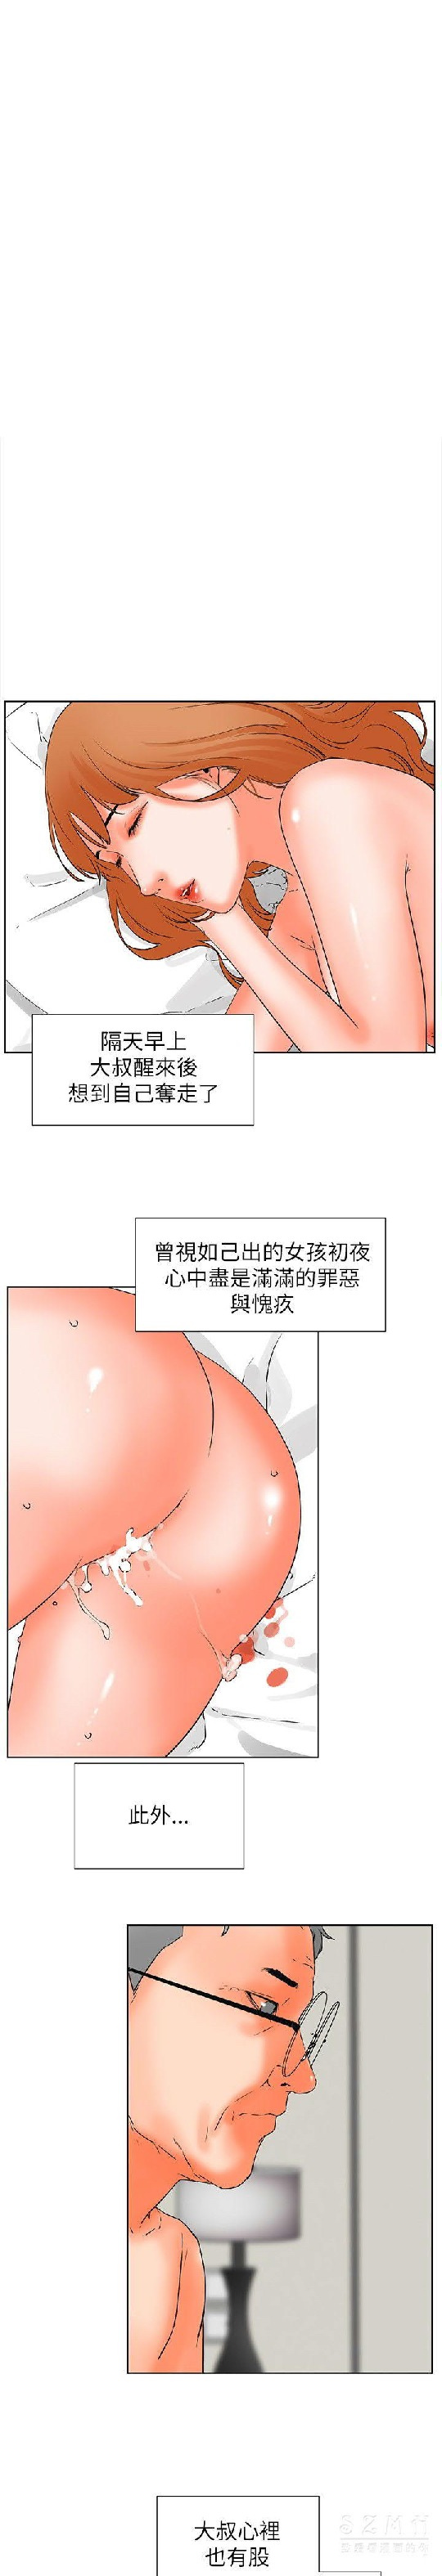 隔天早上
大叔醒來後
想到自己奪走了
曾視如己出的女孩初夜
心中盡是滿滿的罪惡
與愧疚
此外...
大叔心裡
也有股
SZMH